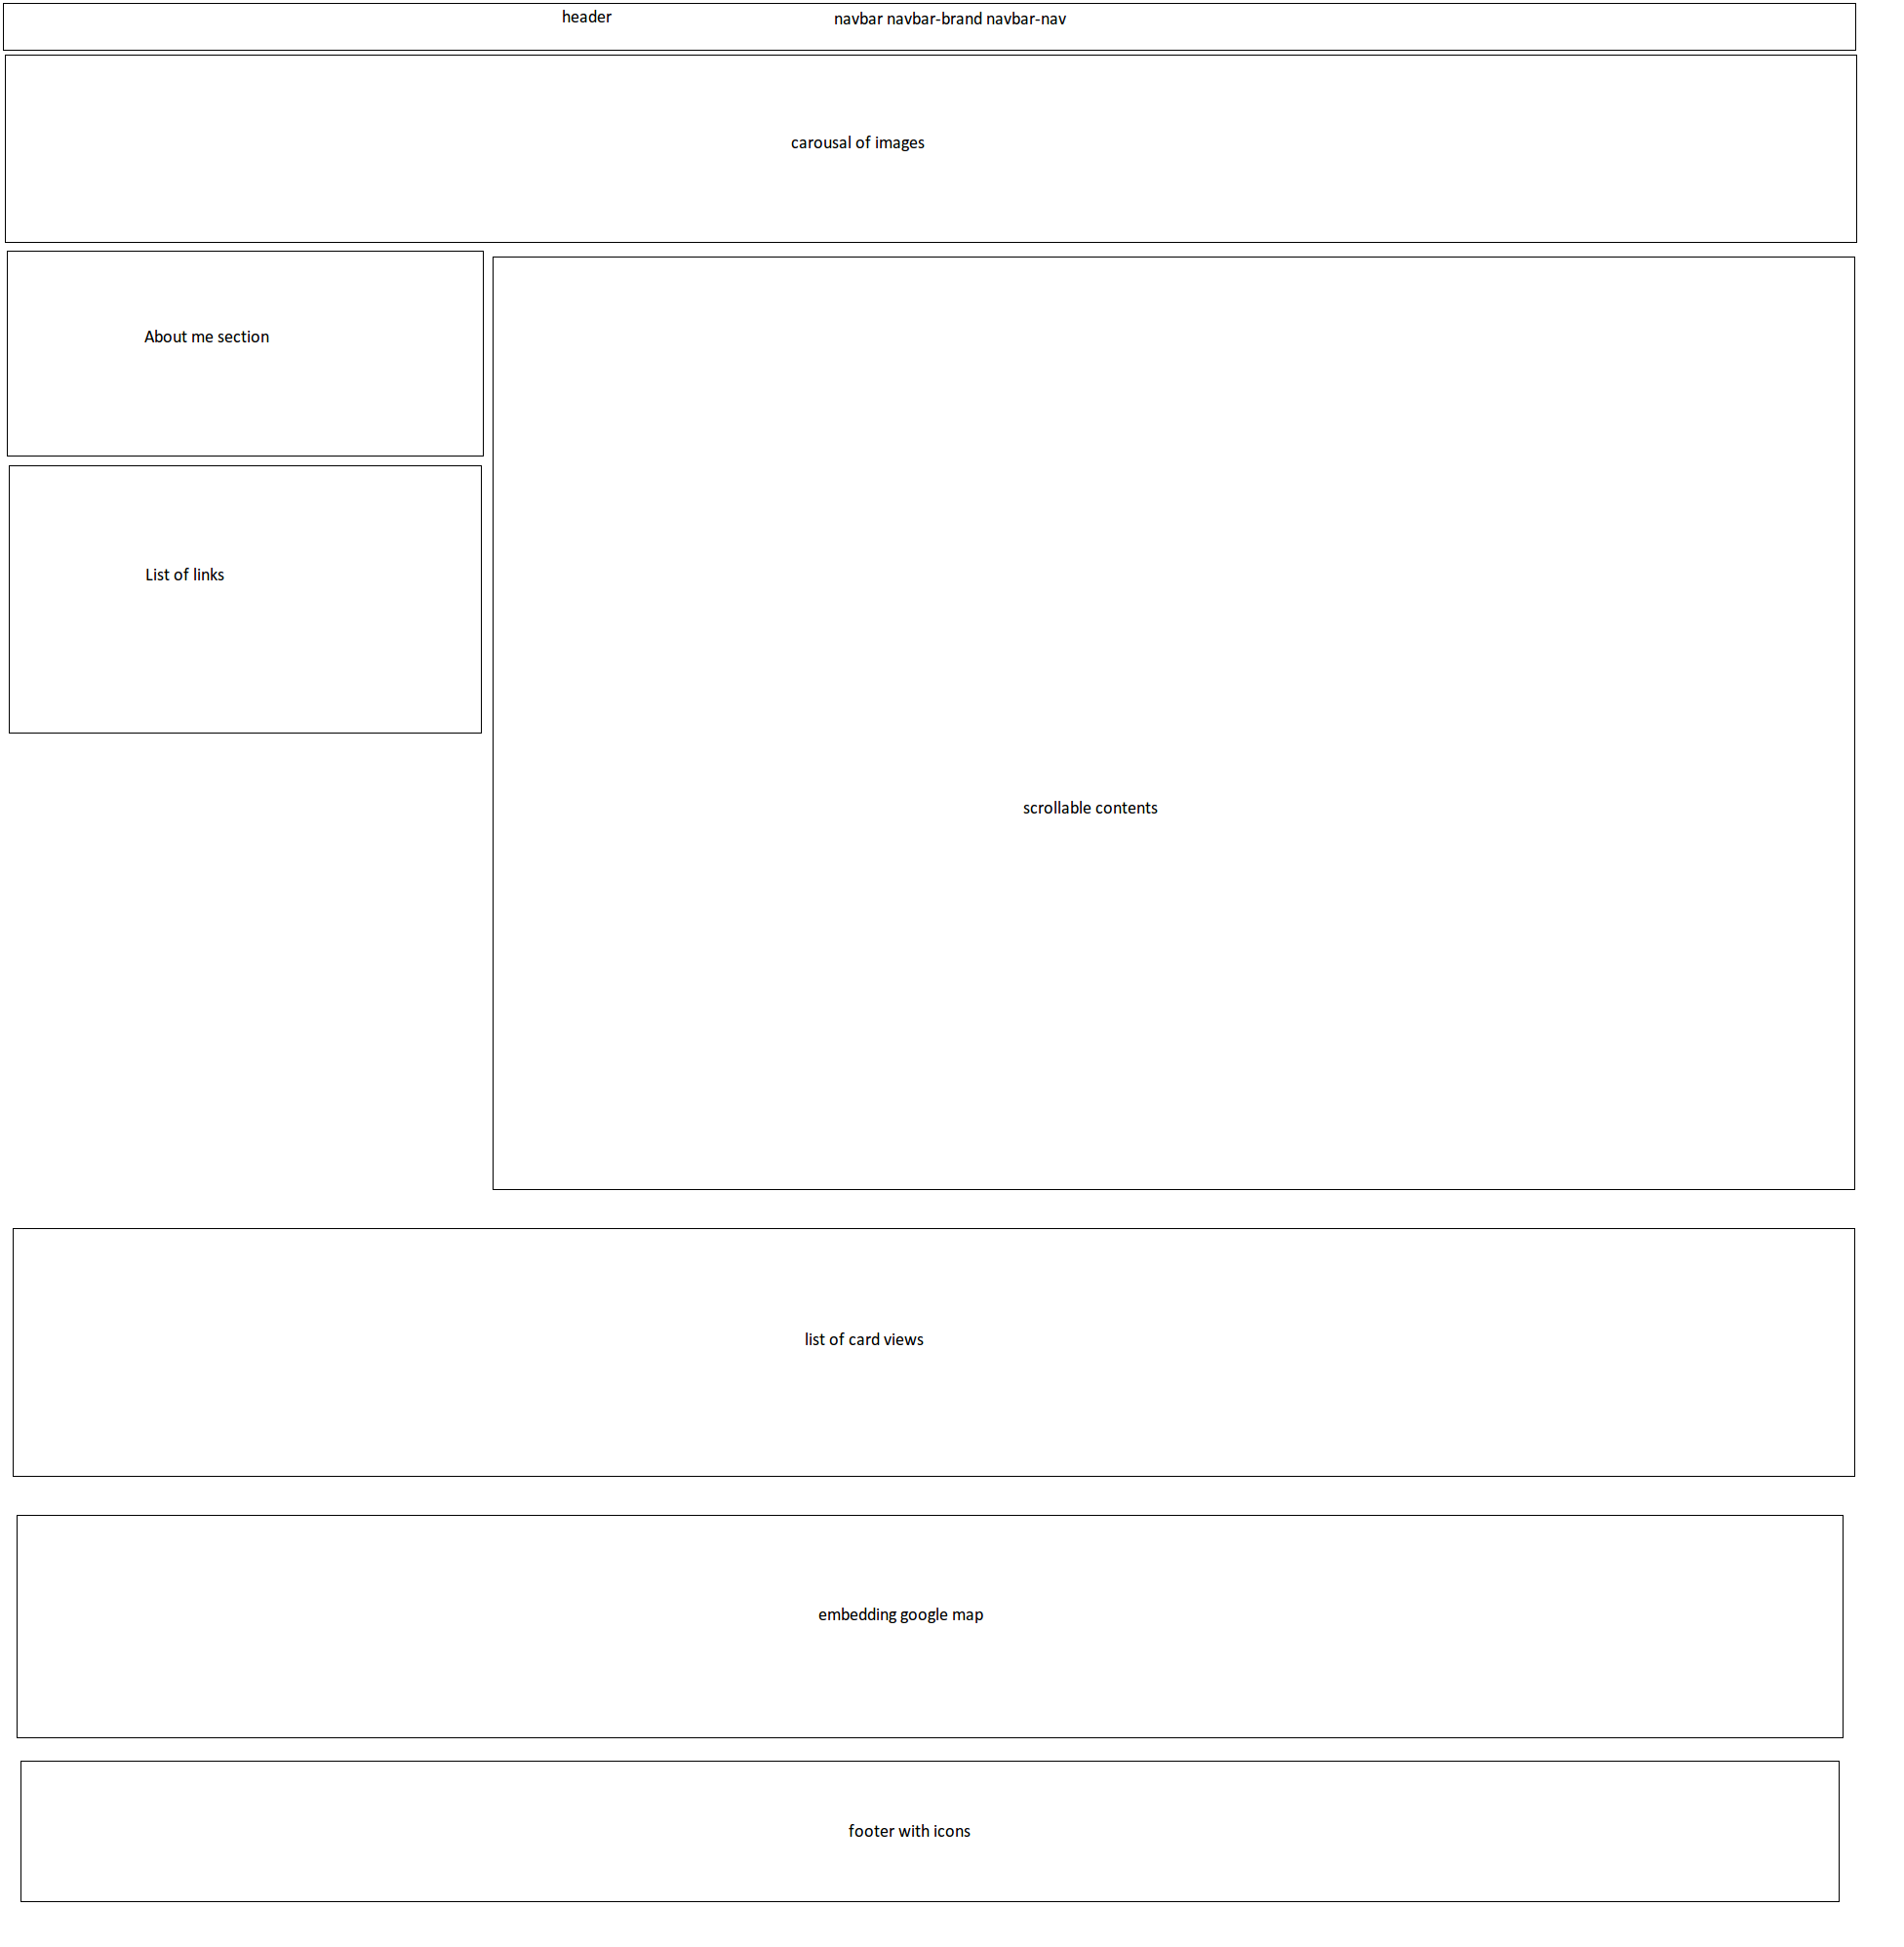 header
navbar navbar-brand navbar-nav
carousal of images
About me section
List of links
scrollable contents
list of card views
embedding google map
footer with icons